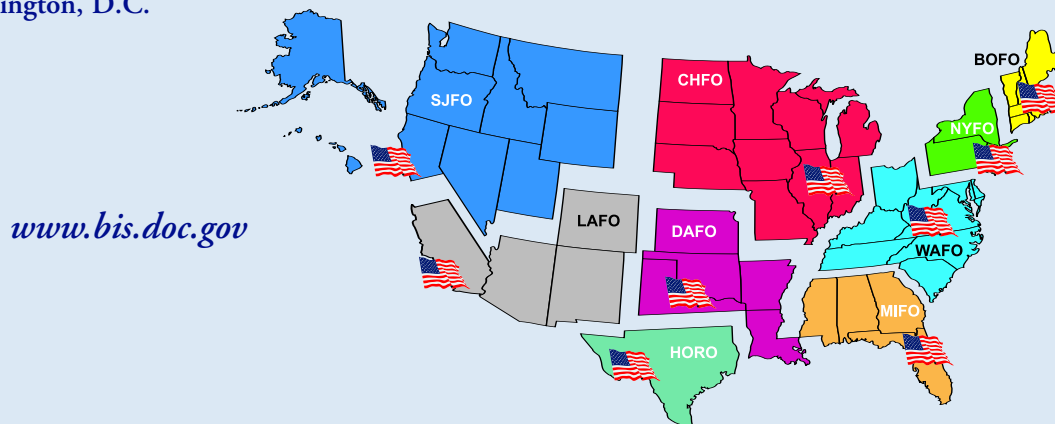 ington, D.C.
BOFO
CHFO
SJFO
NYFO
www.bis.doc.gov
LAFO
DAFO
WAFO
MIFO
HORO